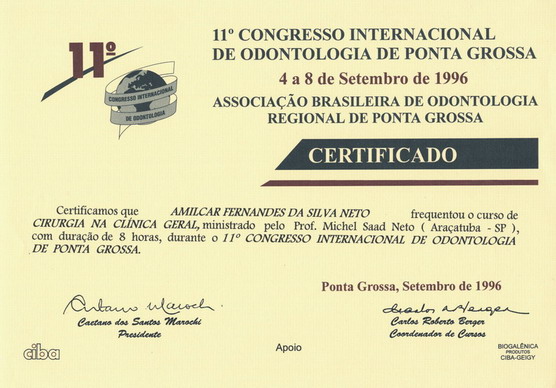 11º
CONGRESSO INTERNACIONAL
DE ODONTOLOGIA
11º CONGRESSO INTERNACIONAL
DE ODONTOLOGIA DE PONTA GROSSA
4 a 8 de Setembro de 1996
ASSOCIAÇÃO BRASILEIRA DE ODONTOLOGIA
REGIONAL DE PONTA GROSSA
CERTIFICADO
Certificamos que AMILCAR FERNANDES DA SILVA NETO frequentou o curso de
CIRURGIA NA CLÍNICA GERAL, ministrado pelo Prof. Michel Saad Neto ( Araçatuba - SP ),
com duração de 8 horas, durante o 11º CONGRESSO INTERNACIONAL DE ODONTOLOGIA
DE PONTA GROSSA.
Ponta Grossa, Setembro de 1996
Caetano dos Santos Marochi
Presidente
Carlos Roberto Berger
Coordenador de Cursos
ciba
Apoio
BIOGALÊNICA
PRODUTOS
CIBA-GEIGY